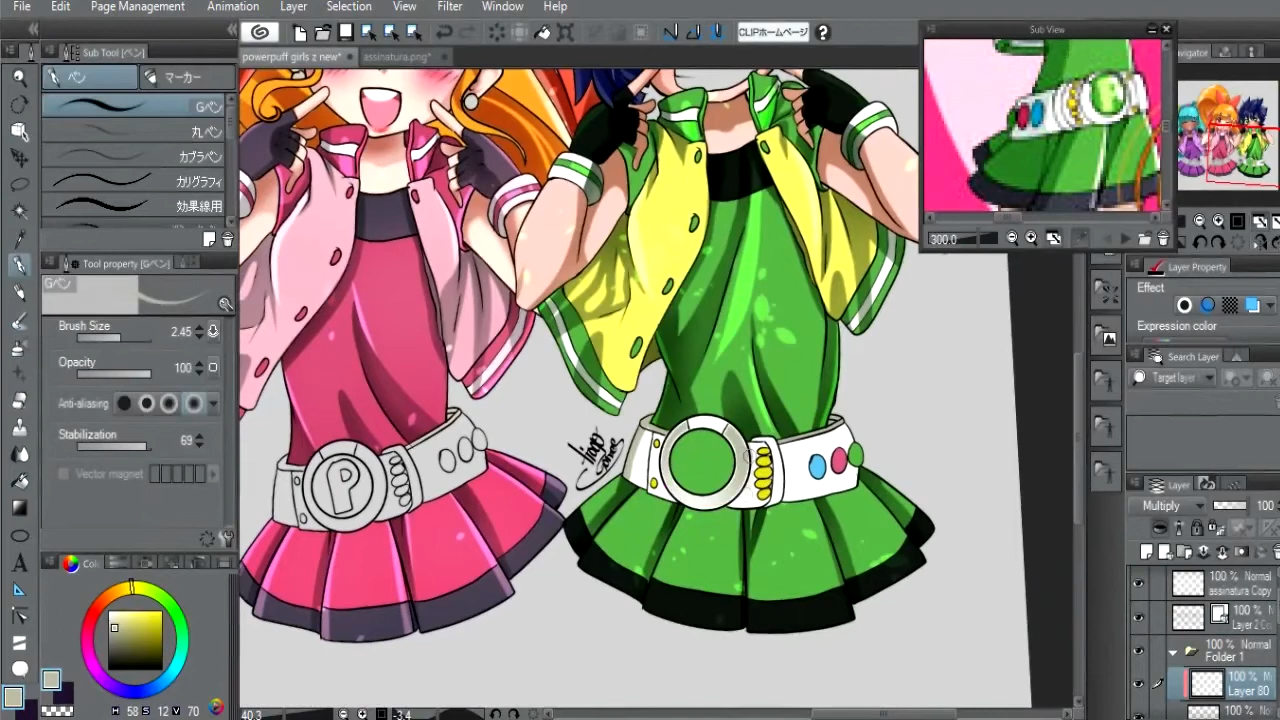 File Edit Page Management Animation Layer Selection View Filter Window Help
CLIPホームページ
Sub View
Sub Tool [ペン]
powerpuff girls z new*
assinatura.png*
ペン
マーカー
Gペン
丸ペン
カブラペン
カリグラフィ
効果線用
Tool property [Gペン]
Gペン
Brush Size 2.45
Opacity 100
Anti-aliasing
Stabilization 69
Vector magnet
H 58 S 12 V 70
P
40.3
-3.4
300.0
Layer Property
Effect
Expression color
Search Layer
Target layer
Layer
Multiply 100
100 % Normal
assinatura Copy
100 %
Layer 2
100 % Normal
Folder 1
100 %
Layer 80